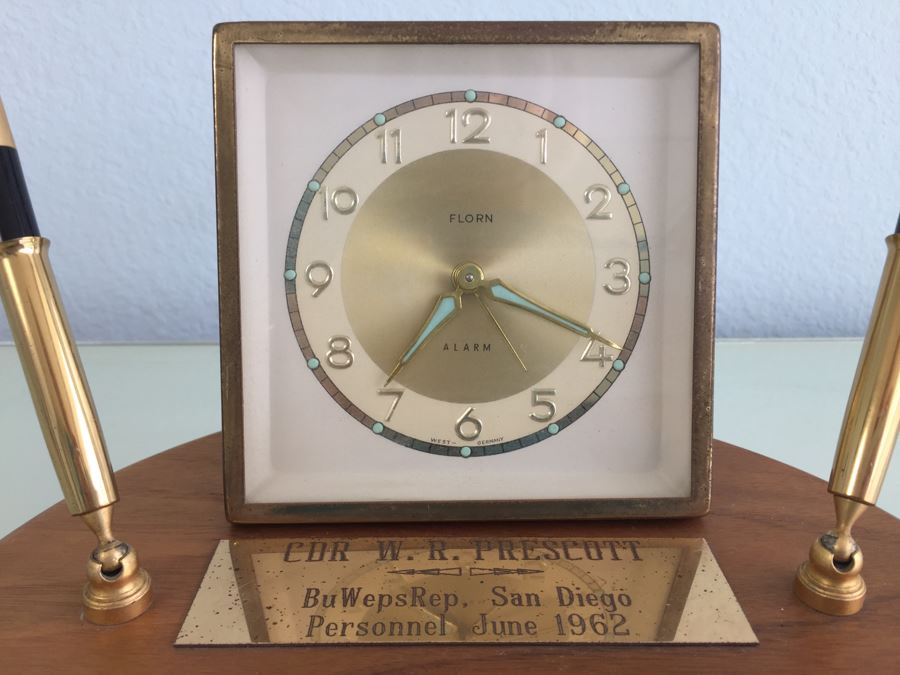 12
11 1
10 2
FLORN
9 3
ALARM
8 4
7 5
6
WEST- GERMANY
CDR W. R. PRESCOTT
BuWepsRep, San Diego
Personnel June 1962